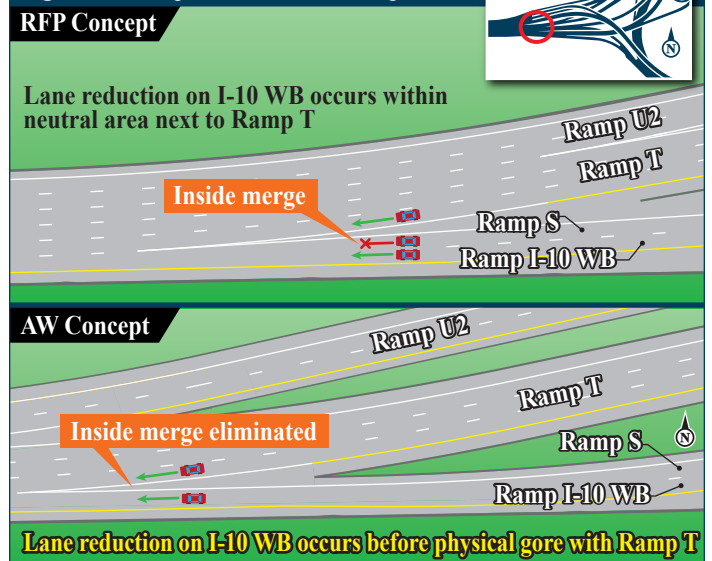 RFP Concept
N
Lane reduction on I-10 WB occurs within
neutral area next to Ramp T
Ramp U2
Ramp T
Inside merge
Ramp S
Ramp I-10 WB
AW Concept
Ramp U2
Ramp T
Inside merge eliminated
N
Ramp S
Ramp I-10 WB
Lane reduction on I-10 WB occurs before physical gore with Ramp T